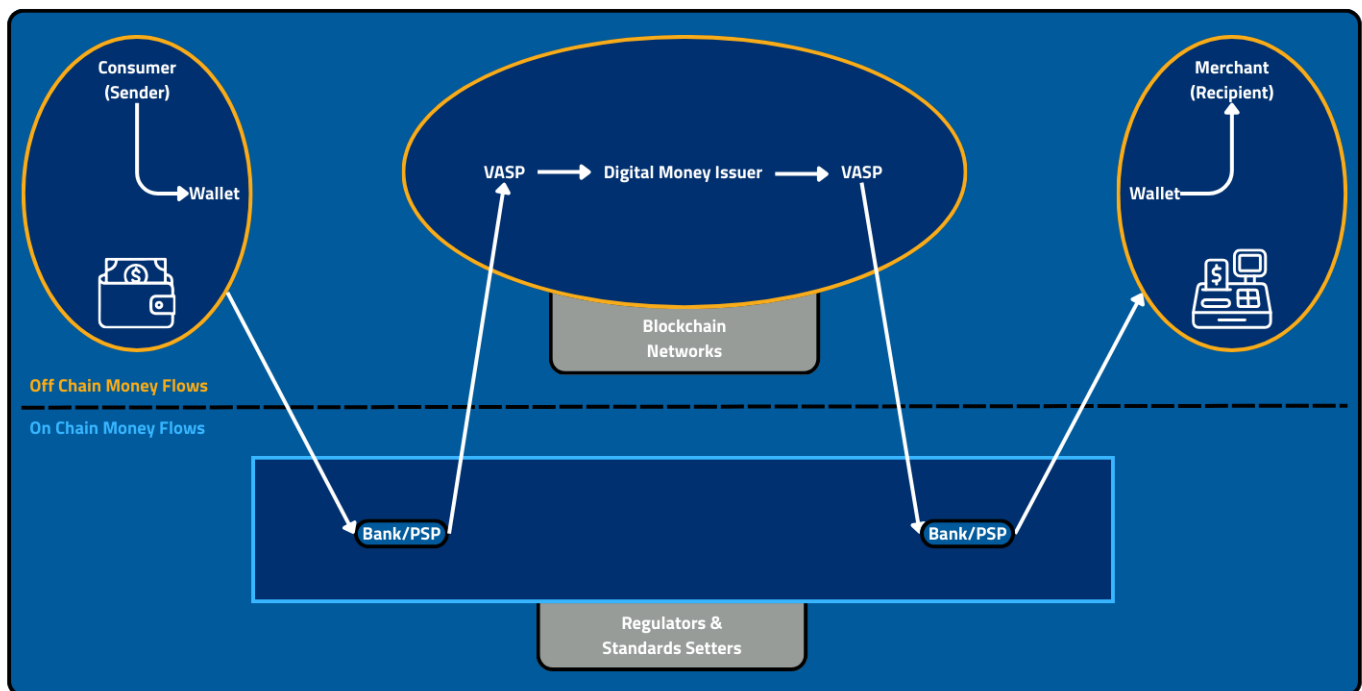 Consumer
(Sender)
Wallet
VASP
Digital Money Issuer
VASP
Merchant
(Recipient)
Wallet
$
$
Blockchain
Networks
Off Chain Money Flows
On Chain Money Flows
Bank/PSP
Bank/PSP
Regulators &
Standards Setters